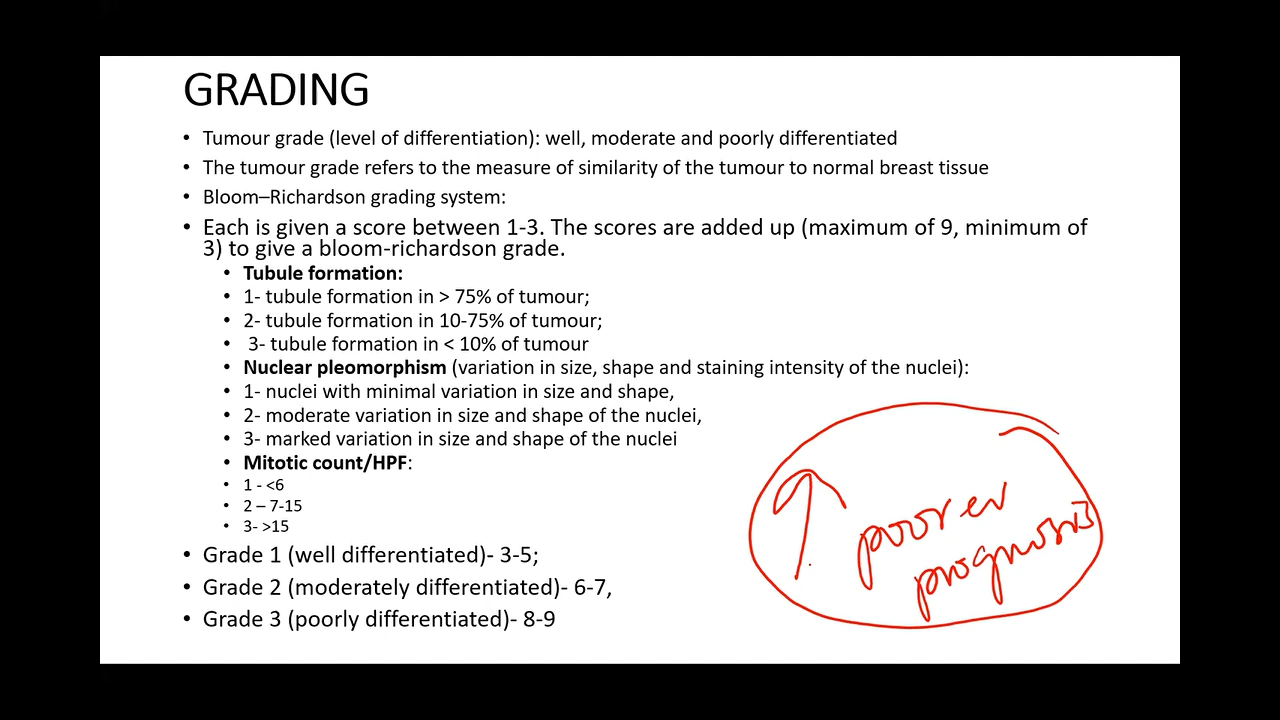 GRADING
• Tumour grade (level of differentiation): well, moderate and poorly differentiated
• The tumour grade refers to the measure of similarity of the tumour to normal breast tissue
• Bloom–Richardson grading system:
• Each is given a score between 1-3. The scores are added up (maximum of 9, minimum of
3) to give a bloom-richardson grade.
• Tubule formation:
• 1- tubule formation in > 75% of tumour;
• 2- tubule formation in 10-75% of tumour;
• 3- tubule formation in < 10% of tumour
• Nuclear pleomorphism (variation in size, shape and staining intensity of the nuclei):
• 1- nuclei with minimal variation in size and shape,
• 2- moderate variation in size and shape of the nuclei,
• 3- marked variation in size and shape of the nuclei
• Mitotic count/HPF:
• 1 - <6
• 2 – 7-15
• 3- >15
• Grade 1 (well differentiated)- 3-5;
• Grade 2 (moderately differentiated)- 6-7,
• Grade 3 (poorly differentiated)- 8-9
↑ poorer
prognosis